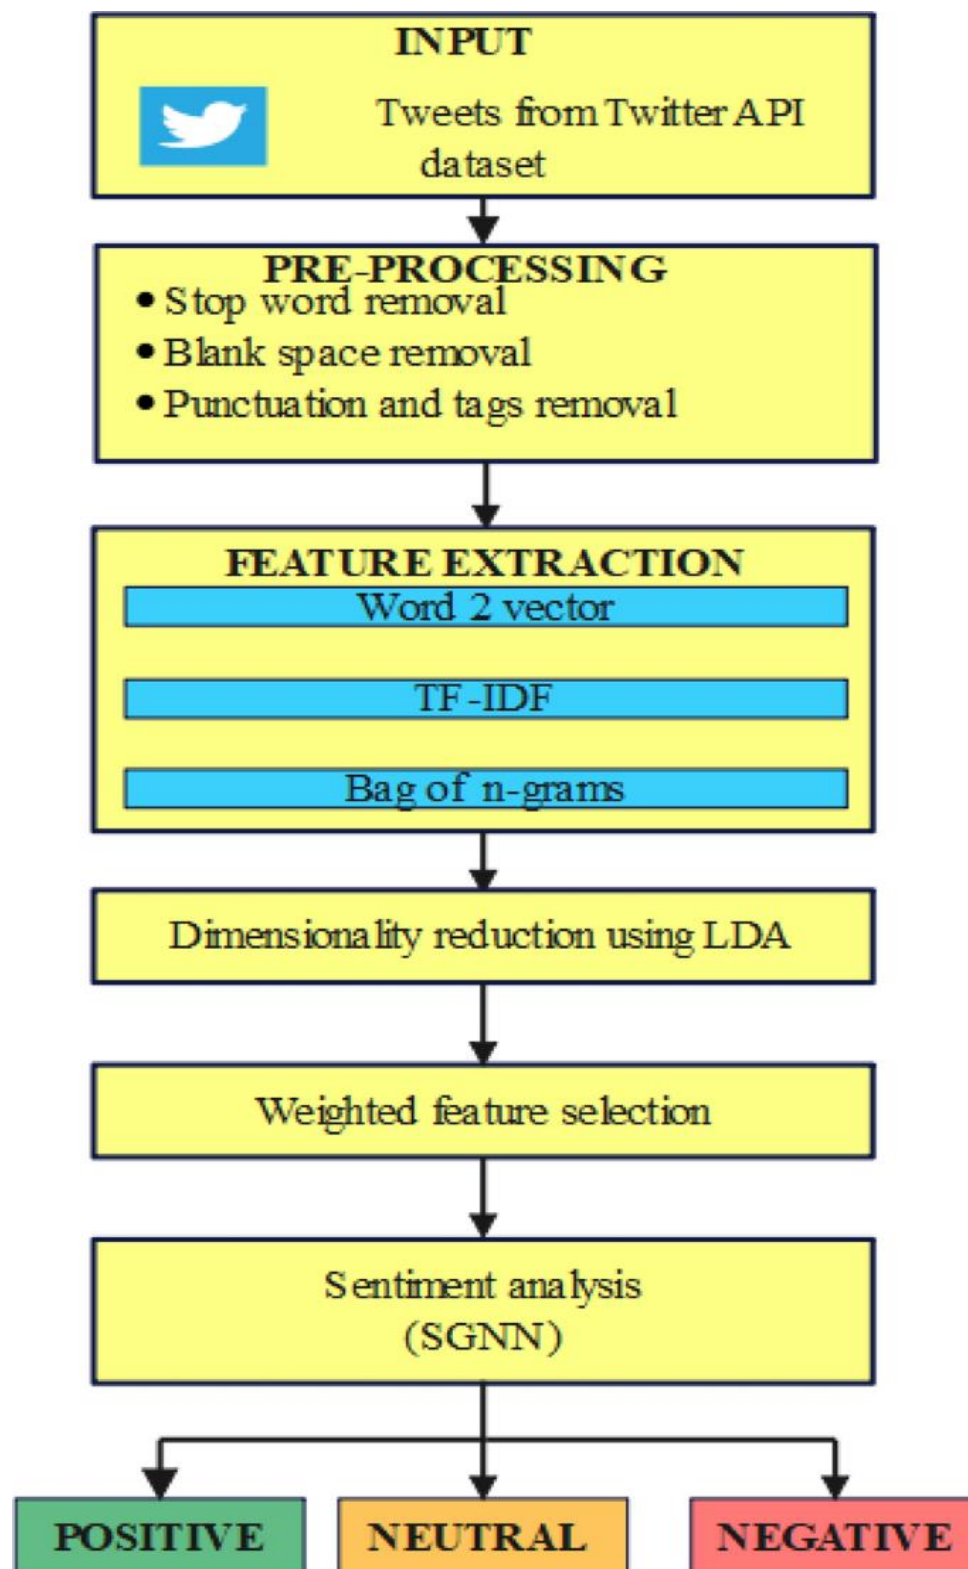 INPUT
Tweets from Twitter API
dataset
PRE-PROCESSING
• Stop word removal
• Blank space removal
• Punctuation and tags removal
FEATURE EXTRACTION
Word 2 vector
TF-IDF
Bag of n-grams
Dimensionality reduction using LDA
Weighted feature selection
Sentiment analysis
(SGNN)
POSITIVE
NEUTRAL
NEGATIVE